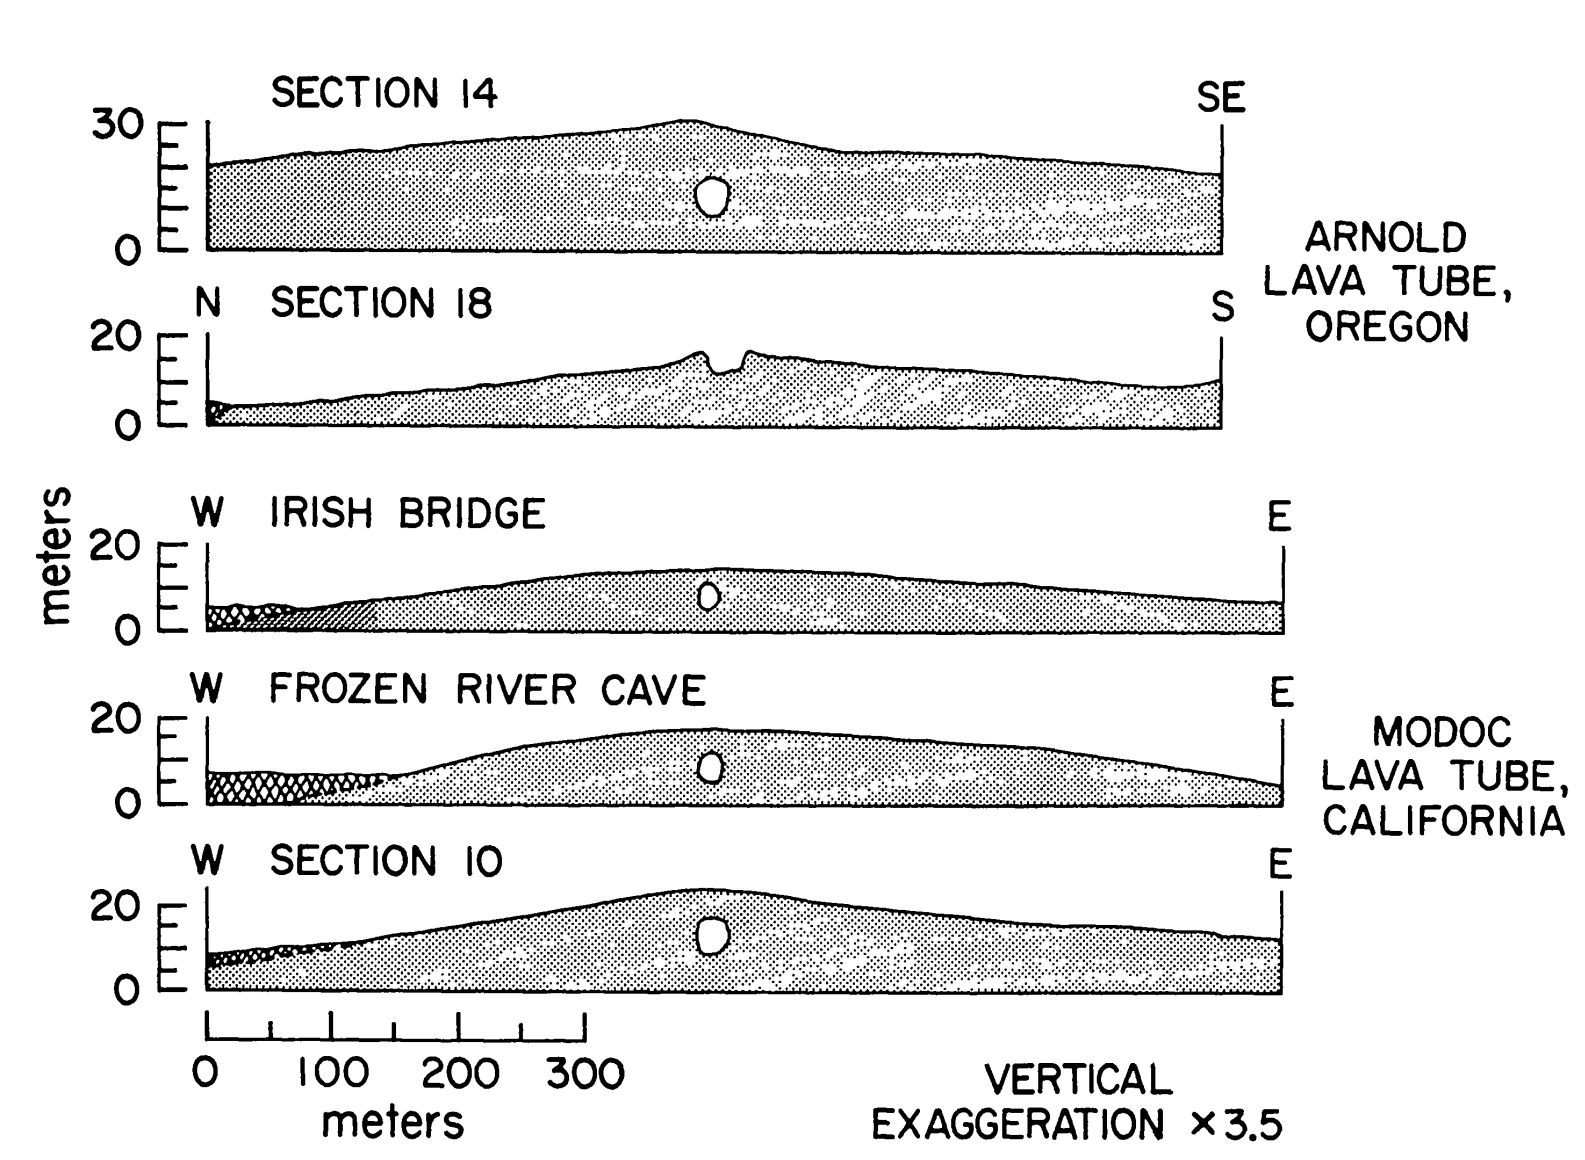 SECTION 14
SE
30
0
ARNOLD
LAVA TUBE,
OREGON
N SECTION 18
S
20
0
meters
W IRISH BRIDGE
E
20
0
W FROZEN RIVER CAVE
E
20
0
MODOC
LAVA TUBE,
CALIFORNIA
W SECTION 10
E
20
0
0 100 200 300
meters
VERTICAL
EXAGGERATION ×3.5